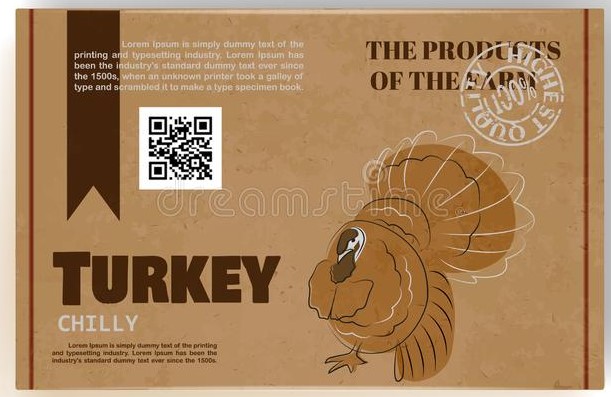 Lorem Ipsum is simply dummy text of the
printing and typesetting industry. Lorem Ipsum has
been the industry's standard dummy text ever since
the 1500s, when an unknown printer took a galley of
type and scrambled it to make a type specimen book.
THE PRODUCTS
OF THE FARM
HIGHEST QUALITY
100%
dreamstime
TURKEY
CHILLY
Lorem Ipsum is simply dummy text of the printing
and typesetting industry. Lorem Ipsum has been
the industry's standard dummy text ever
since the 1500s.